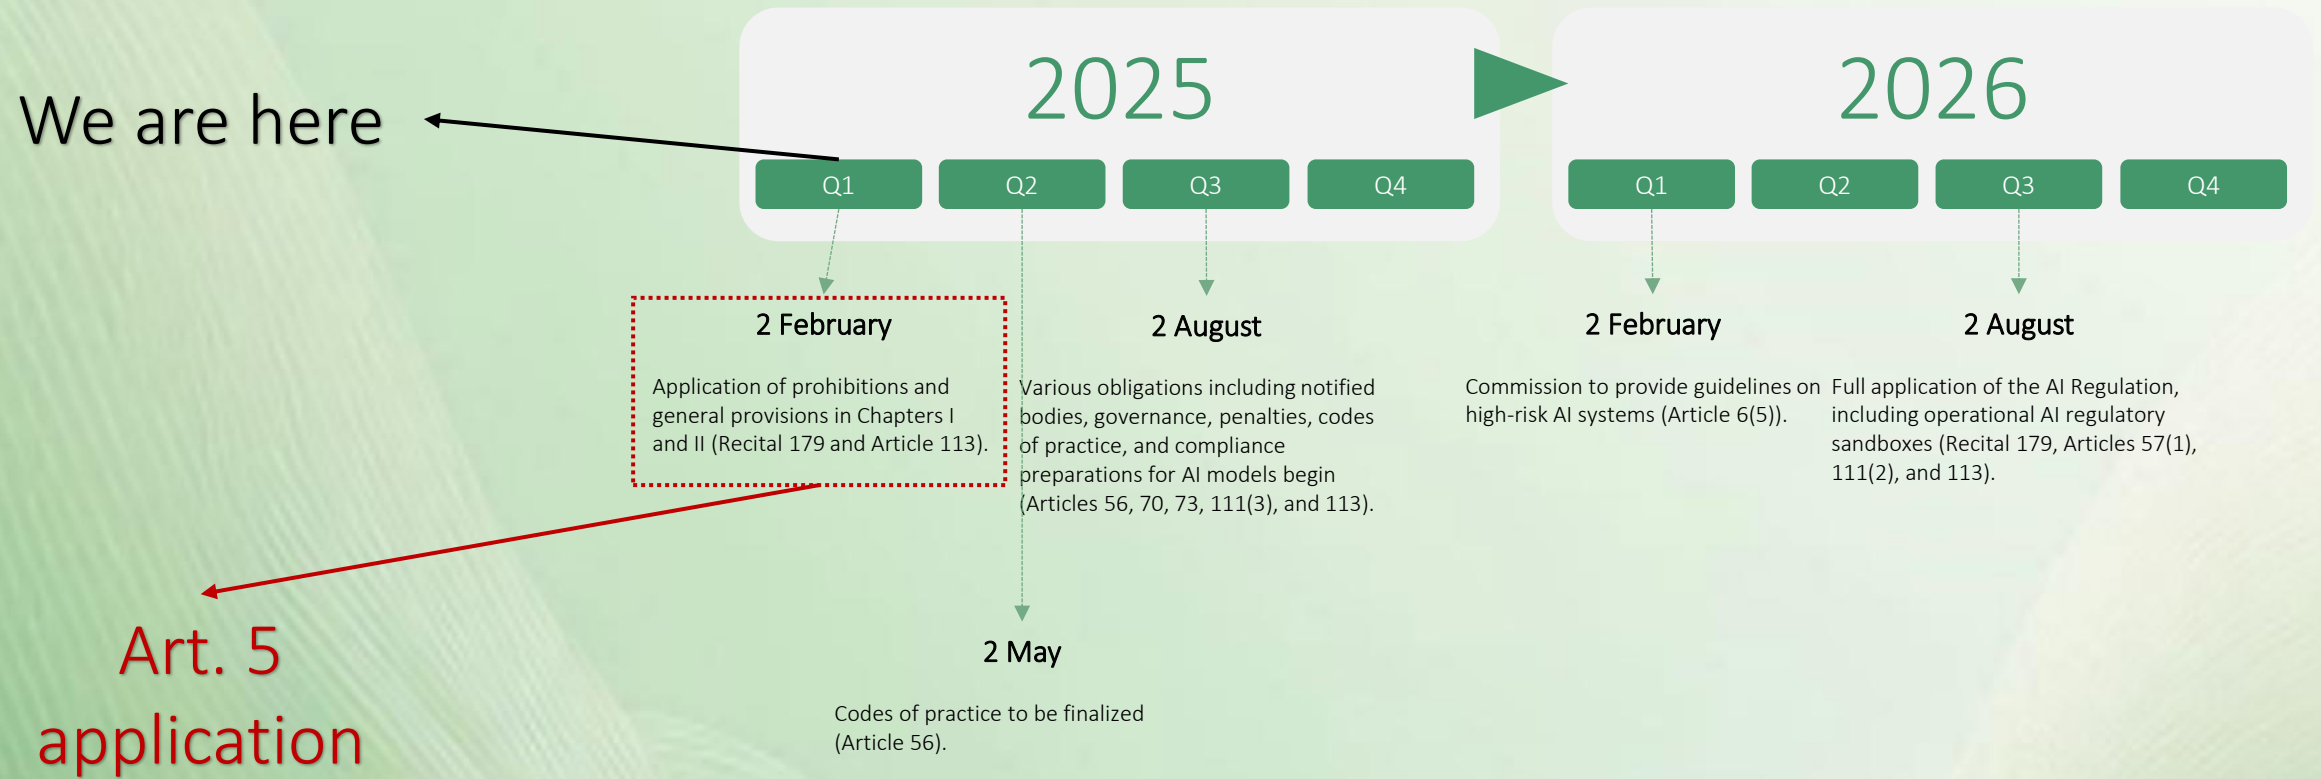 We are here
2025
2026
Q1
Q2
Q3
Q4
Q1
Q2
Q3
Q4
2 February
Application of prohibitions and
general provisions in Chapters I
and II (Recital 179 and Article 113).
2 August
Various obligations including notified
bodies, governance, penalties, codes
of practice, and compliance
preparations for AI models begin
(Articles 56, 70, 73, 111(3), and 113).
2 February
Commission to provide guidelines on
high-risk AI systems (Article 6(5)).
2 August
Full application of the AI Regulation,
including operational AI regulatory
sandboxes (Recital 179, Articles 57(1),
111(2), and 113).
Art. 5
application
2 May
Codes of practice to be finalized
(Article 56).